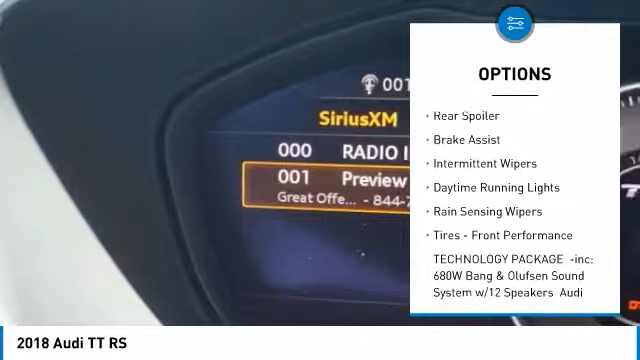 001
SiriusXM
000 RADIO I
001 Preview
Great Offe... - 844-7
OPTIONS
Rear Spoiler
Brake Assist
Intermittent Wipers
Daytime Running Lights
Rain Sensing Wipers
Tires - Front Performance
TECHNOLOGY PACKAGE -inc:
680W Bang & Olufsen Sound
System w/12 Speakers Audi
2018 Audi TT RS